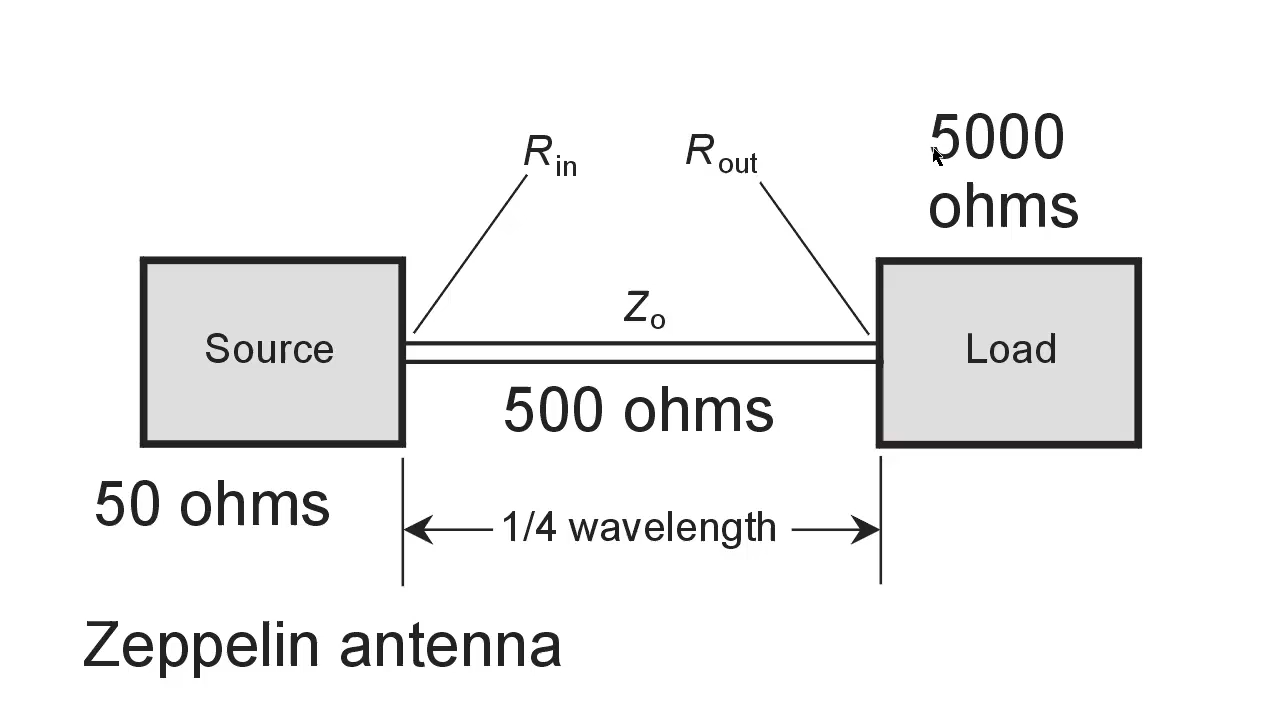 R in
R out
5000
ohms
Z o
Source
Load
500 ohms
50 ohms
1/4 wavelength
Zeppelin antenna